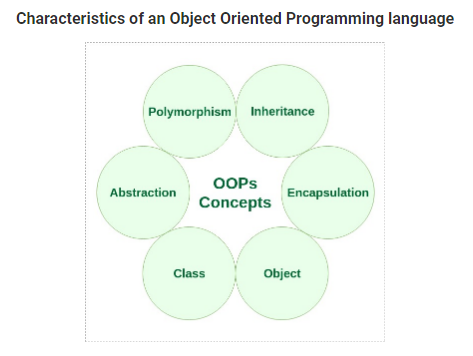 Characteristics of an Object Oriented Programming language
Polymorphism
Inheritance
Abstraction
OOPs
Concepts
Encapsulation
Class
Object